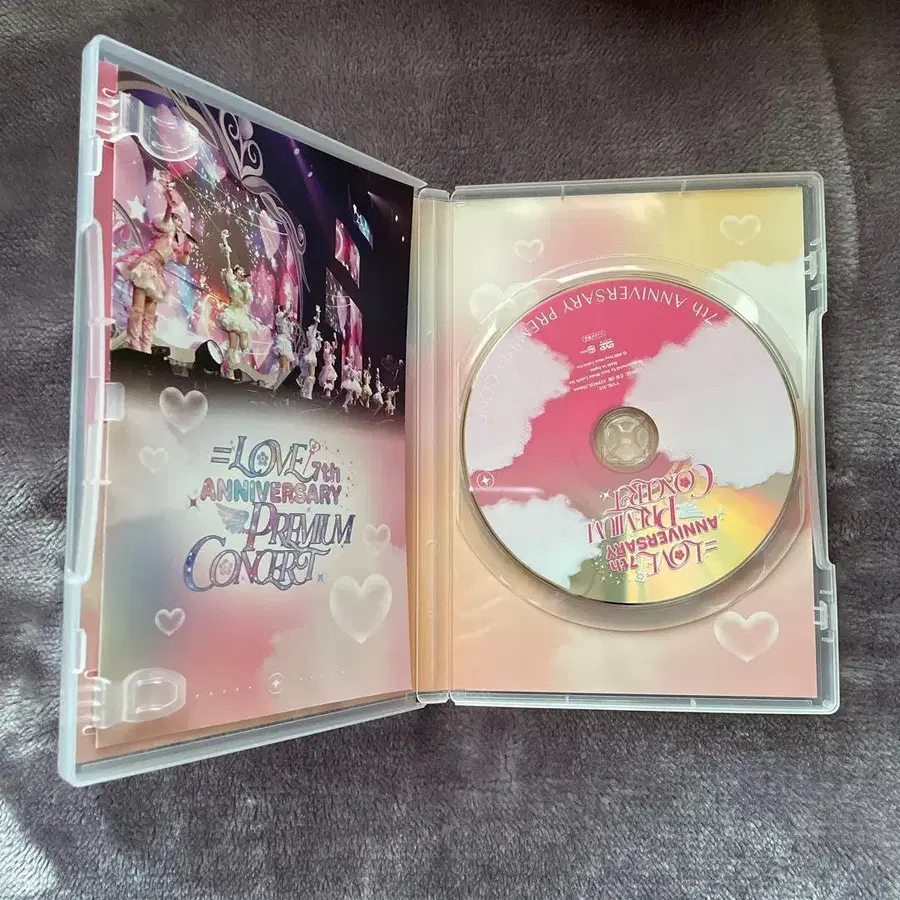 =LOVE 7th
ANNIVERSARY
PREMIUM
CONCERT
7th ANNIVERSARY PREMIUM CONCERT
DVD
=LOVE 7th
ANNIVERSARY
PREMIUM
CONCERT